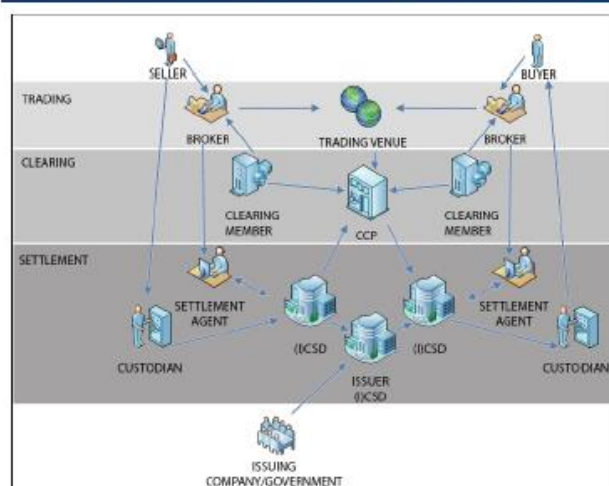 SELLER
BUYER
TRADING
BROKER
TRADING VENUE
BROKER
CLEARING
CLEARING
MEMBER
CCP
CLEARING
MEMBER
SETTLEMENT
SETTLEMENT
AGENT
(I)CSD
(I)CSD
SETTLEMENT
AGENT
CUSTODIAN
ISSUER
(I)CSD
CUSTODIAN
ISSUING
COMPANY/GOVERNMENT